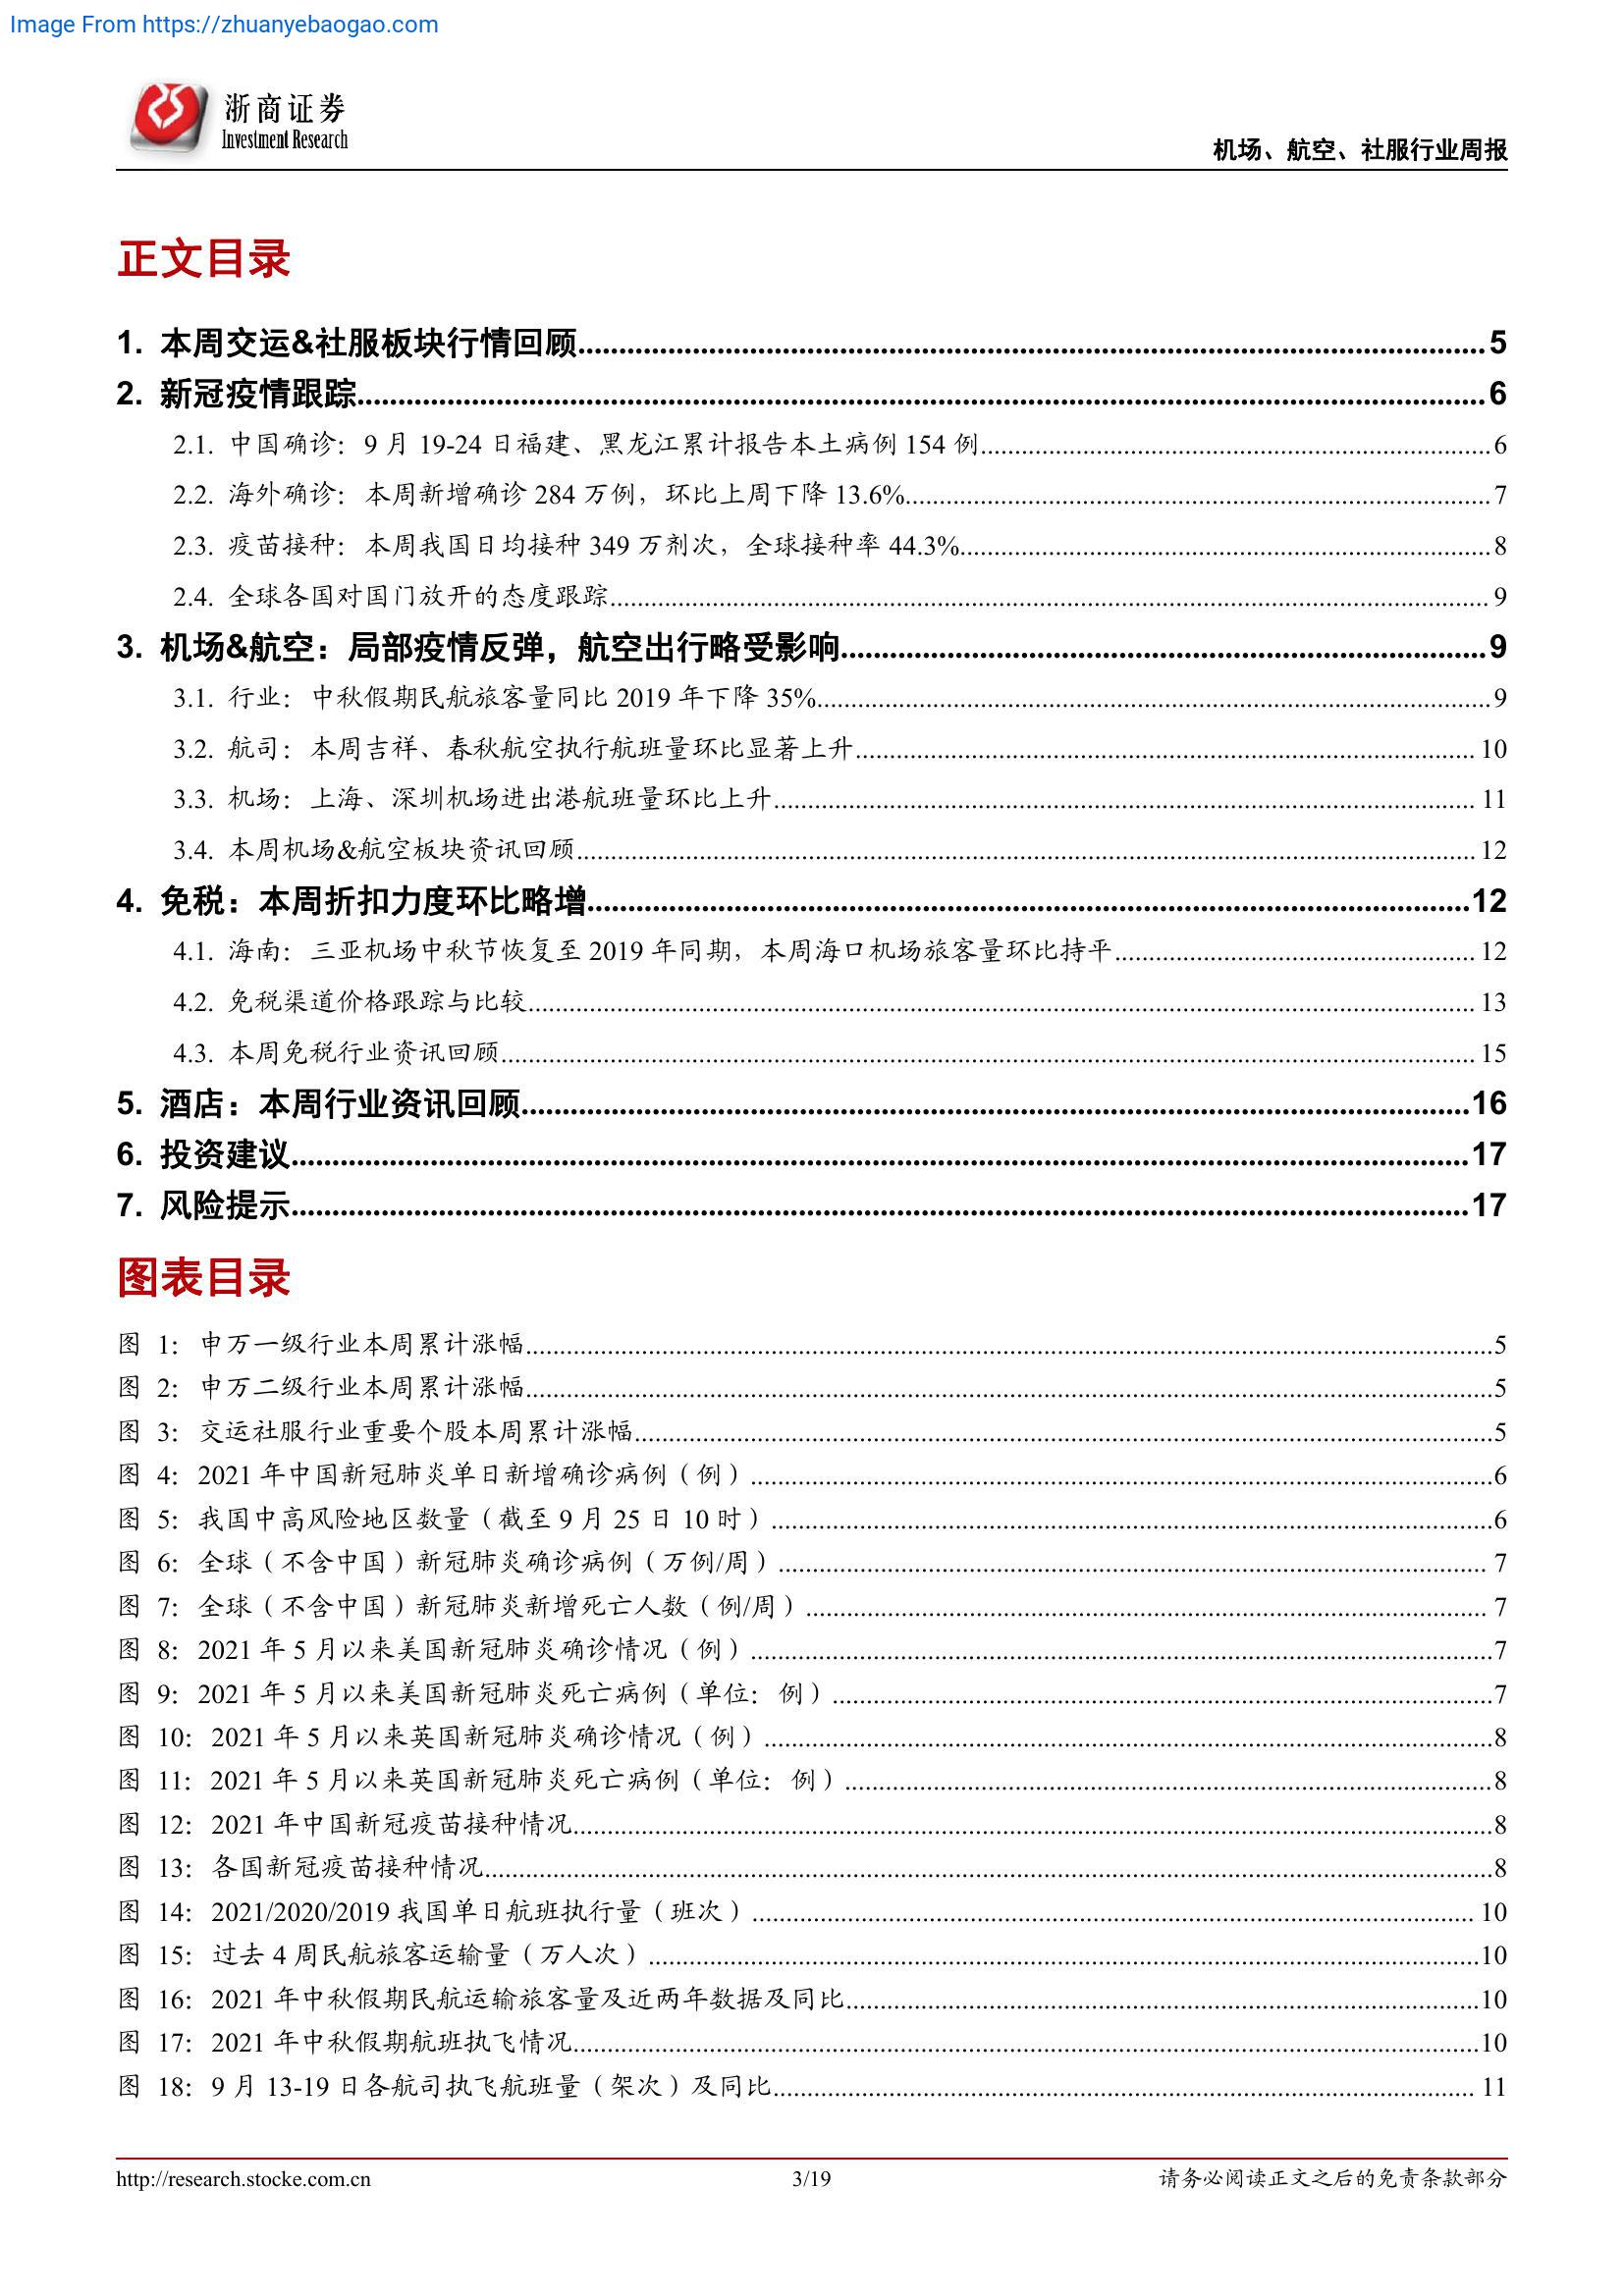 Image From https://zhuanyebaogao.com
浙商证券
Investment Research
机场、航空、社服行业周报
正文目录
1. 本周交运&社服板块行情回顾 5
2. 新冠疫情跟踪 6
2.1. 中国确诊：9 月 19-24 日福建、黑龙江累计报告本土病例 154 例 6
2.2. 海外确诊：本周新增确诊 284 万例，环比上周下降 13.6% 7
2.3. 疫苗接种：本周我国日均接种 349 万剂次，全球接种率 44.3% 8
2.4. 全球各国对国门放开的态度跟踪 9
3. 机场&航空：局部疫情反弹，航空出行略受影响 9
3.1. 行业：中秋假期民航旅客量同比 2019 年下降 35% 9
3.2. 航司：本周吉祥、春秋航空执行航班量环比显著上升 10
3.3. 机场：上海、深圳机场进出港航班量环比上升 11
3.4. 本周机场&航空板块资讯回顾 12
4. 免税：本周折扣力度环比略增 12
4.1. 海南：三亚机场中秋节恢复至 2019 年同期，本周海口机场旅客量环比持平 12
4.2. 免税渠道价格跟踪与比较 13
4.3. 本周免税行业资讯回顾 15
5. 酒店：本周行业资讯回顾 16
6. 投资建议 17
7. 风险提示 17
图表目录
图 1：申万一级行业本周累计涨幅 5
图 2：申万二级行业本周累计涨幅 5
图 3：交运社服行业重要个股本周累计涨幅 5
图 4：2021 年中国新冠肺炎单日新增确诊病例（例） 6
图 5：我国中高风险地区数量（截至 9 月 25 日 10 时） 6
图 6：全球（不含中国）新冠肺炎确诊病例（万例/周） 7
图 7：全球（不含中国）新冠肺炎新增死亡人数（例/周） 7
图 8：2021 年 5 月以来美国新冠肺炎确诊情况（例） 7
图 9：2021 年 5 月以来美国新冠肺炎死亡病例（单位：例） 7
图 10：2021 年 5 月以来英国新冠肺炎确诊情况（例） 8
图 11：2021 年 5 月以来英国新冠肺炎死亡病例（单位：例） 8
图 12：2021 年中国新冠疫苗接种情况 8
图 13：各国新冠疫苗接种情况 8
图 14：2021/2020/2019 我国单日航班执行量（班次） 10
图 15：过去 4 周民航旅客运输量（万人次） 10
图 16：2021 年中秋假期民航运输旅客量及近两年数据及同比 10
图 17：2021 年中秋假期航班执飞情况 10
图 18：9 月 13-19 日各航司执飞航班量（架次）及同比 11
http://research.stocke.com.cn
3/19
请务必阅读正文之后的免责条款部分